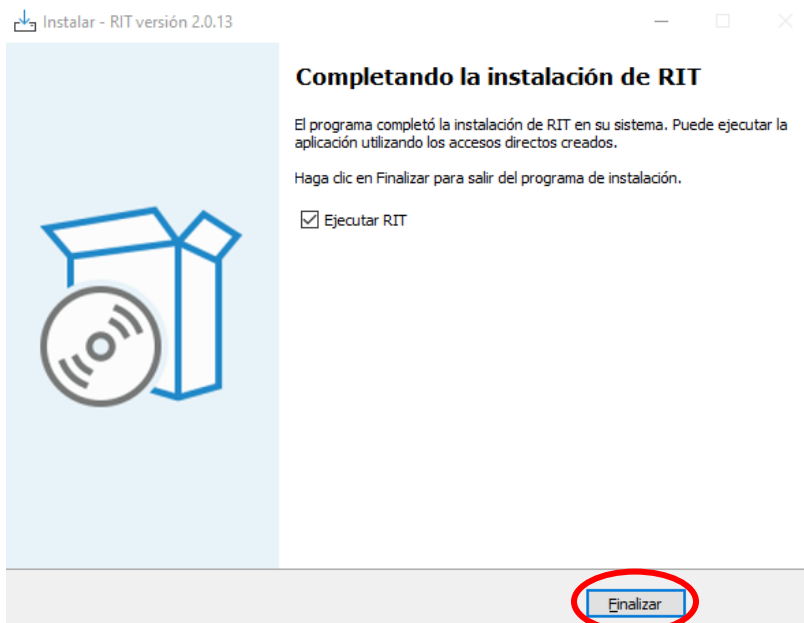 Instalar - RIT versión 2.0.13
Completando la instalación de RIT
El programa completó la instalación de RIT en su sistema. Puede ejecutar la
aplicación utilizando los accesos directos creados.
Haga clic en Finalizar para salir del programa de instalación.
Ejecutar RIT
Finalizar